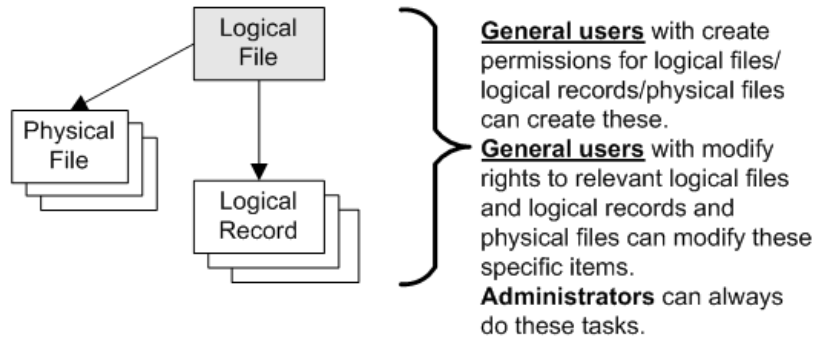 Logical
File
Physical
File
Logical
Record
General users with create
permissions for logical files/
logical records/physical files
can create these.
General users with modify
rights to relevant logical files
and logical records and
physical files can modify these
specific items.
Administrators can always
do these tasks.